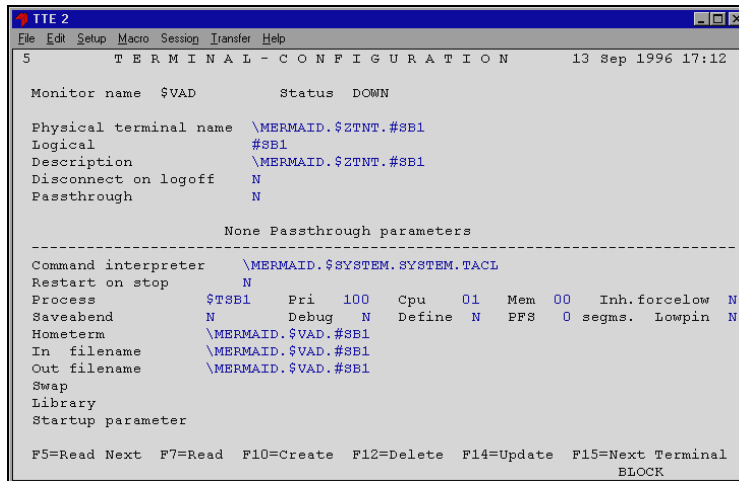 TTE 2
File Edit Setup Macro Session Transfer Help
5 T E R M I N A L - C O N F I G U R A T I O N 13 Sep 1996 17:12
Monitor name $VAD Status DOWN
Physical terminal name \MERMAID.$ZTNT.#SB1
Logical #SB1
Description \MERMAID.$ZTNT.#SB1
Disconnect on logoff N
Passthrough N
None Passthrough parameters
Command interpreter \MERMAID.$SYSTEM.SYSTEM.TACL
Restart on stop N
Process $TSB1 Pri 100 Cpu 01 Mem 00 Inh.forcelow N
Saveabend N Debug N Define N PFS 0 segms. Lowpin N
Hometerm \MERMAID.$VAD.#SB1
In filename \MERMAID.$VAD.#SB1
Out filename \MERMAID.$VAD.#SB1
Swap
Library
Startup parameter
F5=Read Next F7=Read F10=Create F12=Delete F14=Update F15=Next Terminal
BLOCK